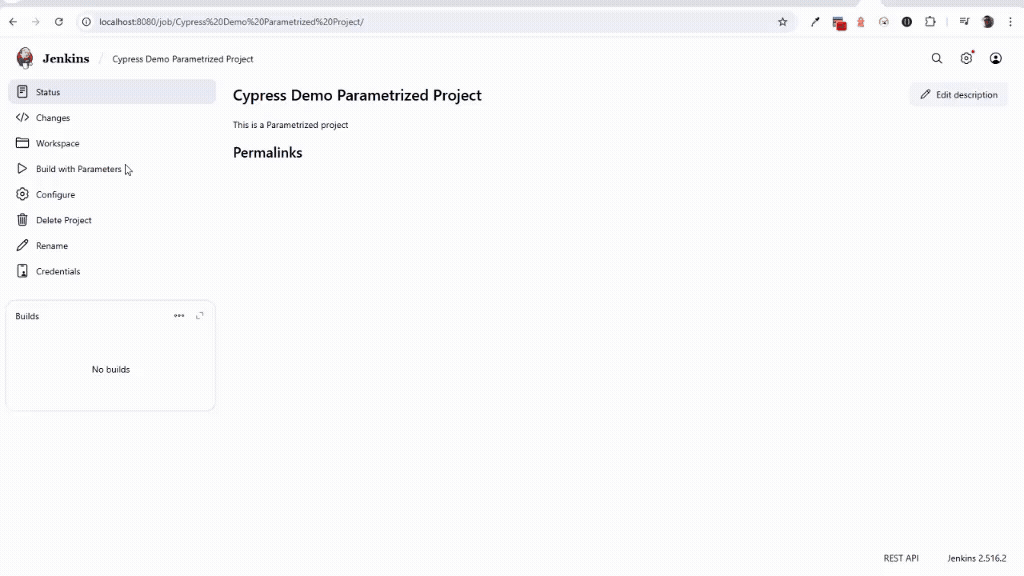 localhost:8080/job/Cypress%20Demo%20Parametrized%20Project/
Jenkins / Cypress Demo Parametrized Project
Status
Changes
Workspace
Build with Parameters
Configure
Delete Project
Rename
Credentials
Builds
No builds
Cypress Demo Parametrized Project
Edit description
This is a Parametrized project
Permalinks
REST API
Jenkins 2.516.2